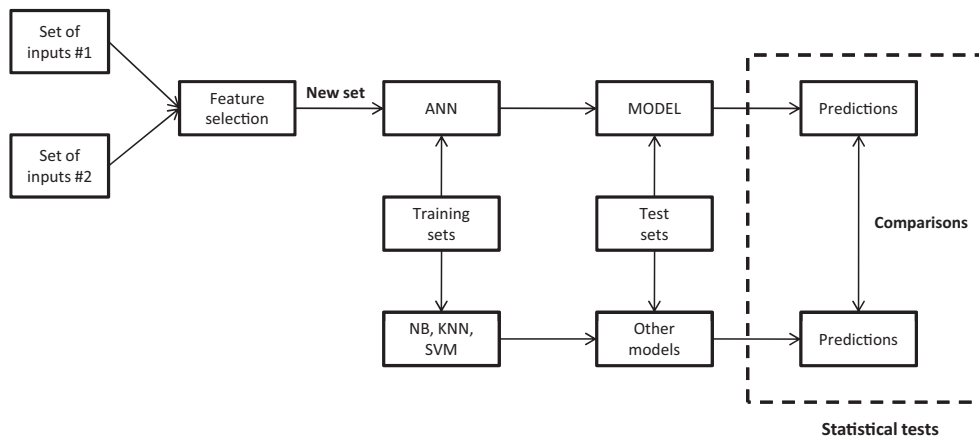 Set of
inputs #1
Set of
inputs #2
Feature
selection
New set
ANN
MODEL
Predictions
Training
sets
Test
sets
Comparisons
NB, KNN,
SVM
Other
models
Predictions
Statistical tests